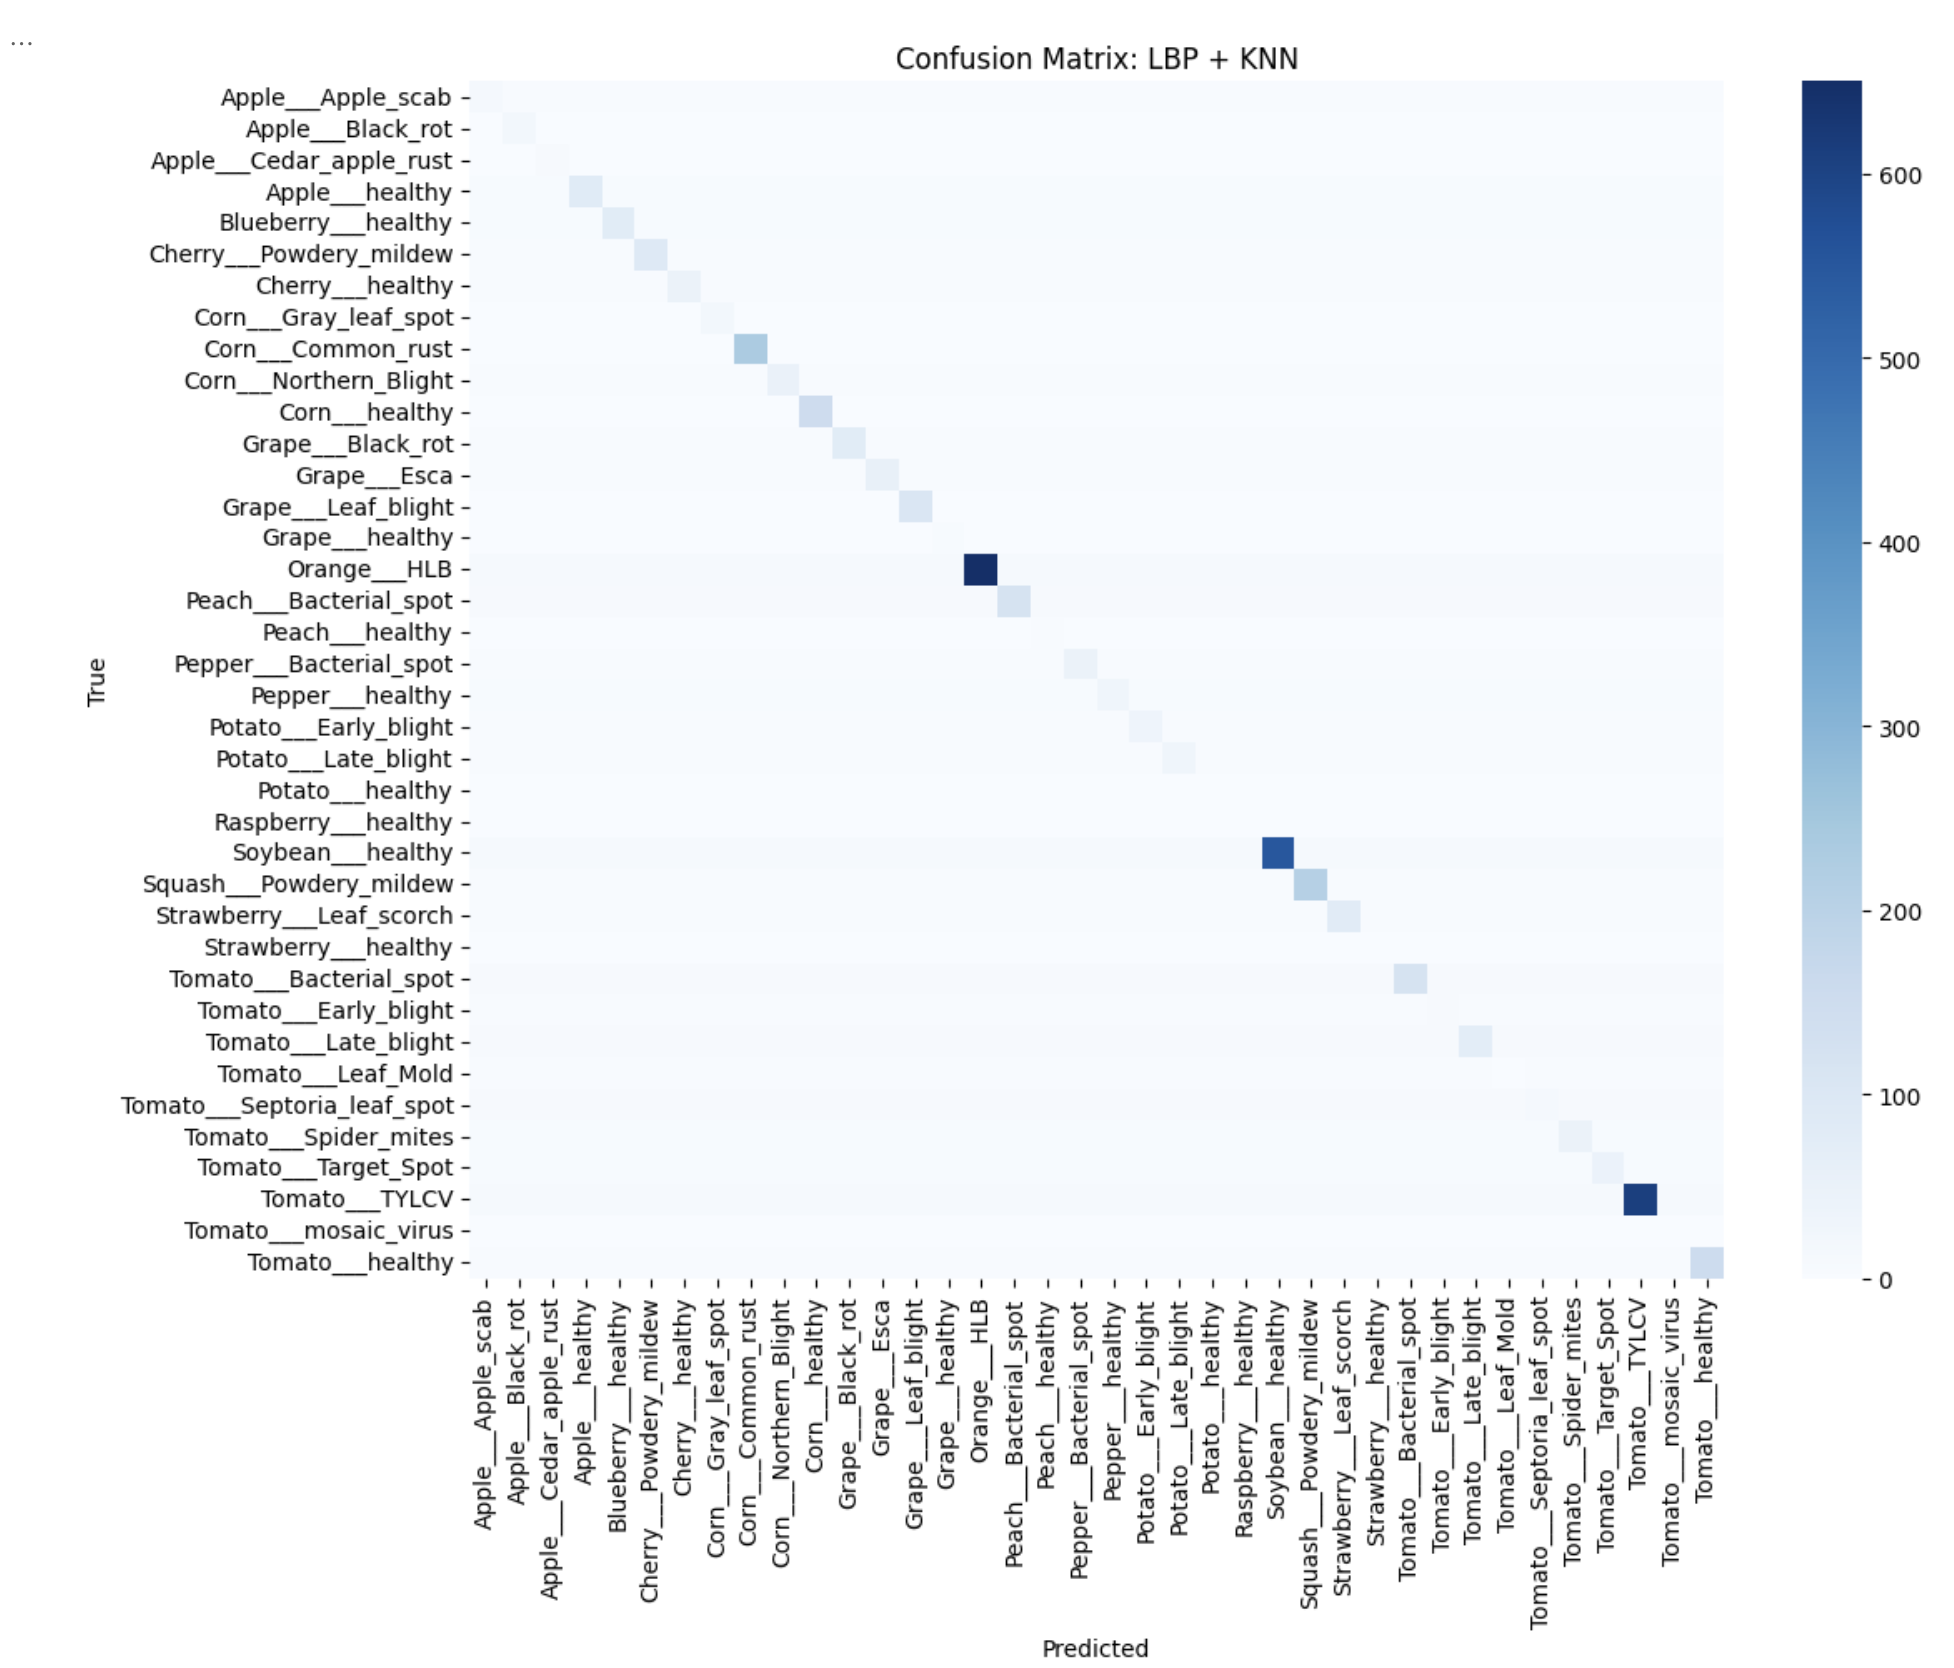 ...
Confusion Matrix: LBP + KNN
True
Apple___Apple_scab
Apple___Black_rot
Apple___Cedar_apple_rust
Apple___healthy
Blueberry___healthy
Cherry___Powdery_mildew
Cherry___healthy
Corn___Gray_leaf_spot
Corn___Common_rust
Corn___Northern_Blight
Corn___healthy
Grape___Black_rot
Grape___Esca
Grape___Leaf_blight
Grape___healthy
Orange___HLB
Peach___Bacterial_spot
Peach___healthy
Pepper___Bacterial_spot
Pepper___healthy
Potato___Early_blight
Potato___Late_blight
Potato___healthy
Raspberry___healthy
Soybean___healthy
Squash___Powdery_mildew
Strawberry___Leaf_scorch
Strawberry___healthy
Tomato___Bacterial_spot
Tomato___Early_blight
Tomato___Late_blight
Tomato___Leaf_Mold
Tomato___Septoria_leaf_spot
Tomato___Spider_mites
Tomato___Target_Spot
Tomato___TYLCV
Tomato___mosaic_virus
Tomato___healthy
600
500
400
300
200
100
0
Apple___Apple_scab
Apple___Black_rot
Apple___Cedar_apple_rust
Apple___healthy
Blueberry___healthy
Cherry___Powdery_mildew
Cherry___healthy
Corn___Gray_leaf_spot
Corn___Common_rust
Corn___Northern_Blight
Corn___healthy
Grape___Black_rot
Grape___Esca
Grape___Leaf_blight
Grape___healthy
Orange___HLB
Peach___Bacterial_spot
Peach___healthy
Pepper___Bacterial_spot
Pepper___healthy
Potato___Early_blight
Potato___Late_blight
Potato___healthy
Raspberry___healthy
Soybean___healthy
Squash___Powdery_mildew
Strawberry___Leaf_scorch
Strawberry___healthy
Tomato___Bacterial_spot
Tomato___Early_blight
Tomato___Late_blight
Tomato___Leaf_Mold
Tomato___Septoria_leaf_spot
Tomato___Spider_mites
Tomato___Target_Spot
Tomato___TYLCV
Tomato___mosaic_virus
Tomato___healthy
Predicted